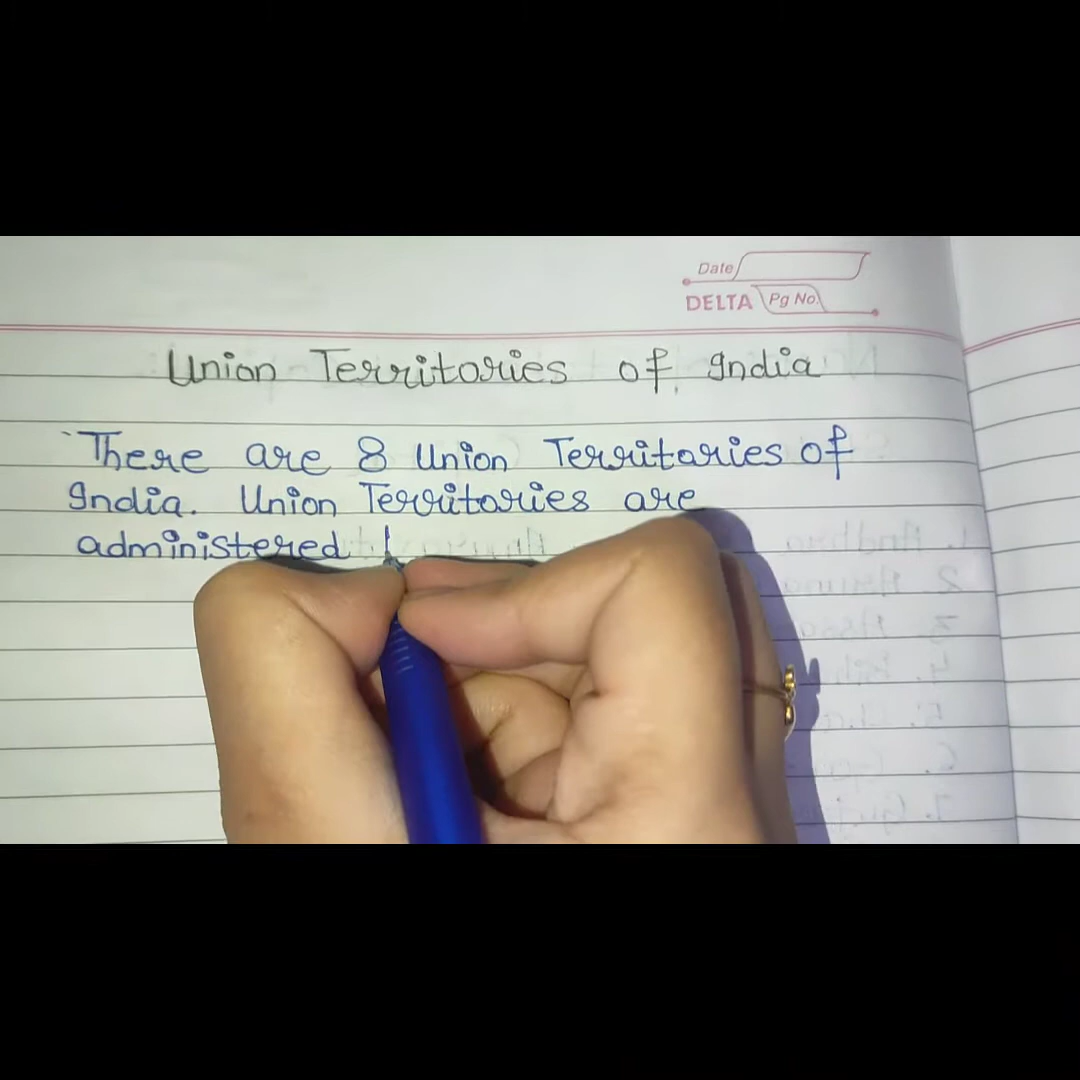 Date
DELTA Pg No.
Union Territories of India
There are 8 Union Territories of
India. Union Territories are
administered